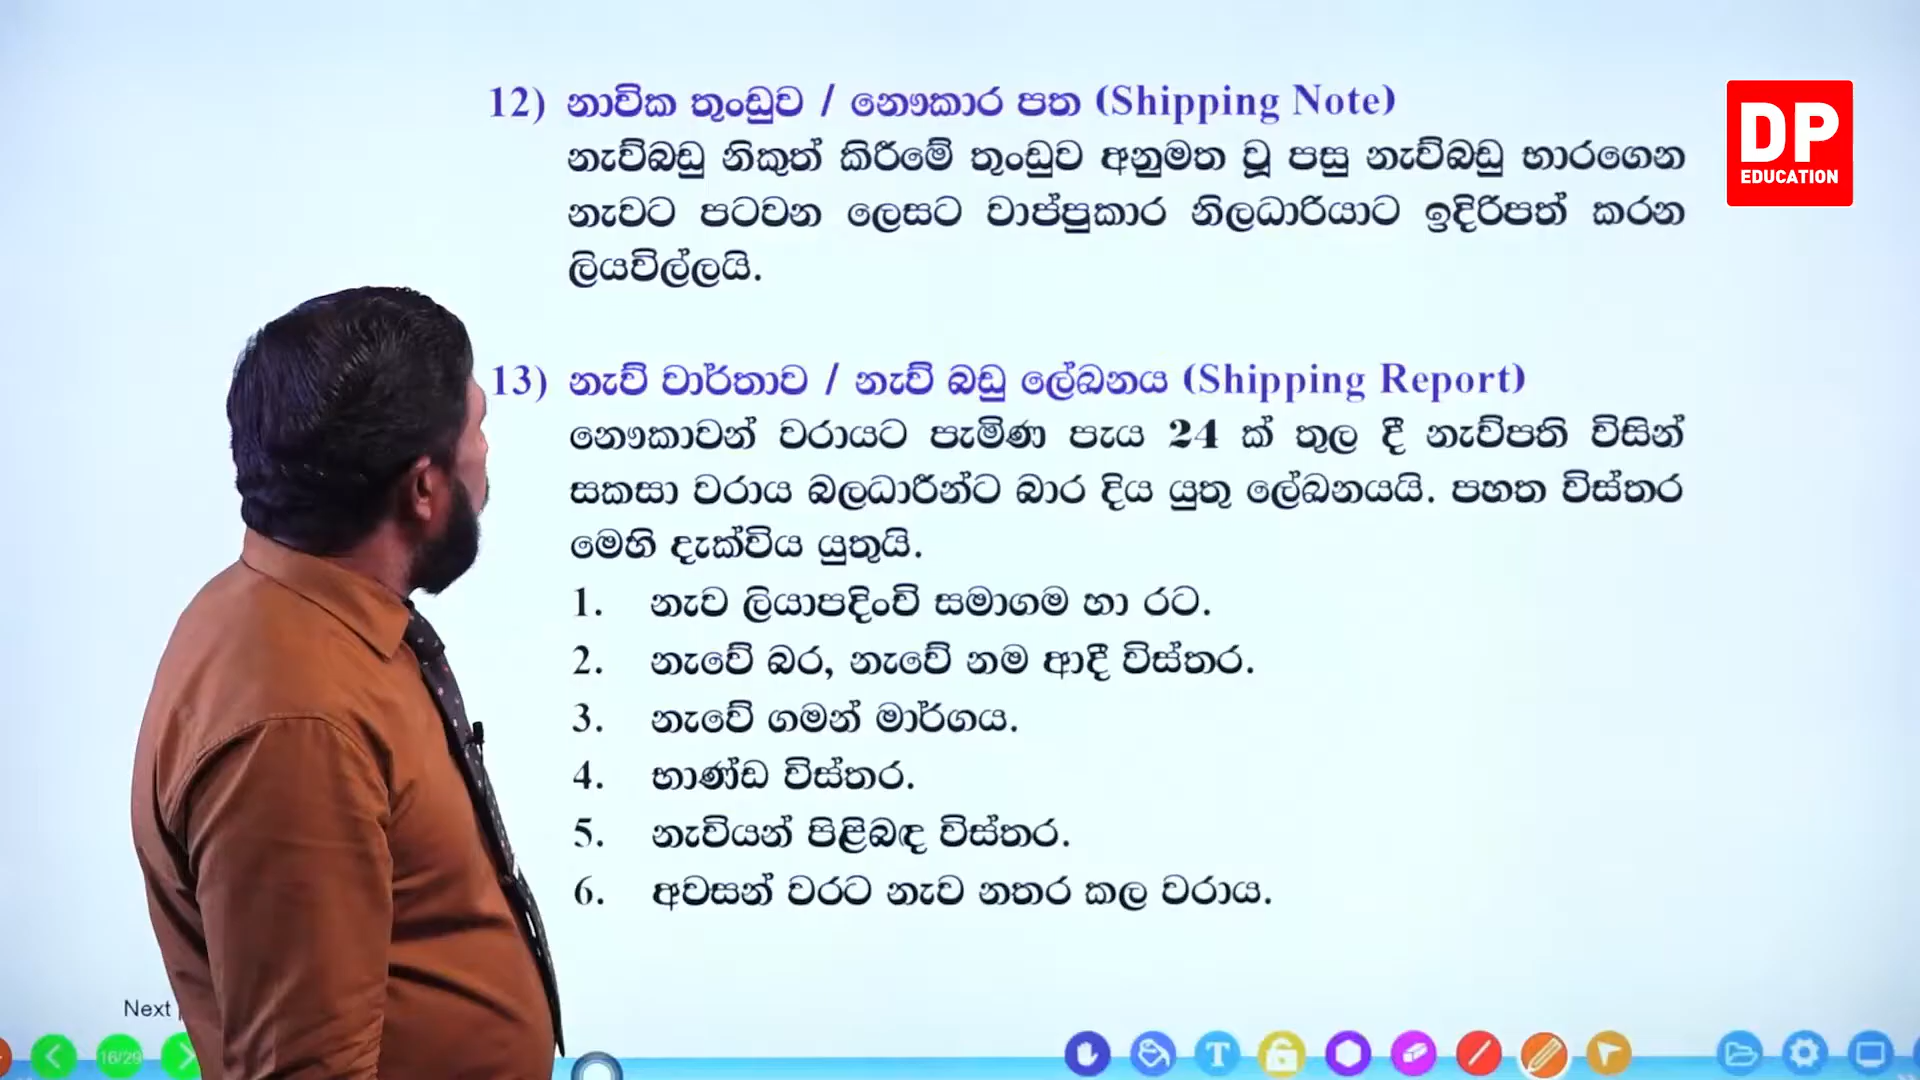 12) නාවික තුංඩුව / නෞකාර පත (Shipping Note)
නැව්බඩු නිකුත් කිරීමේ තුංඩුව අනුමත වූ පසු නැව්බඩු භාරගෙන
නැවට පටවන ලෙසට වාප්පුකාර නිලධාරියාට ඉදිරිපත් කරන
ලියවිල්ලයි.
DP
EDUCATION
13) නැව් වාර්තාව / නැව් බඩු ලේඛනය (Shipping Report)
නෞකාවන් වරායට පැමිණ පැය 24 ක් තුල දී නැව්පති විසින්
සකසා වරාය බලධාරීන්ට බාර දිය යුතු ලේඛනයයි. පහත විස්තර
මෙහි දැක්විය යුතුයි.
1. නැව ලියාපදිංචි සමාගම හා රට.
2. නැවේ බර, නැවේ නම ආදී විස්තර.
3. නැවේ ගමන් මාර්ගය.
4. භාණ්ඩ විස්තර.
5. නැවියන් පිළිබඳ විස්තර.
6. අවසන් වරට නැව නතර කල වරාය.
Next
16/29